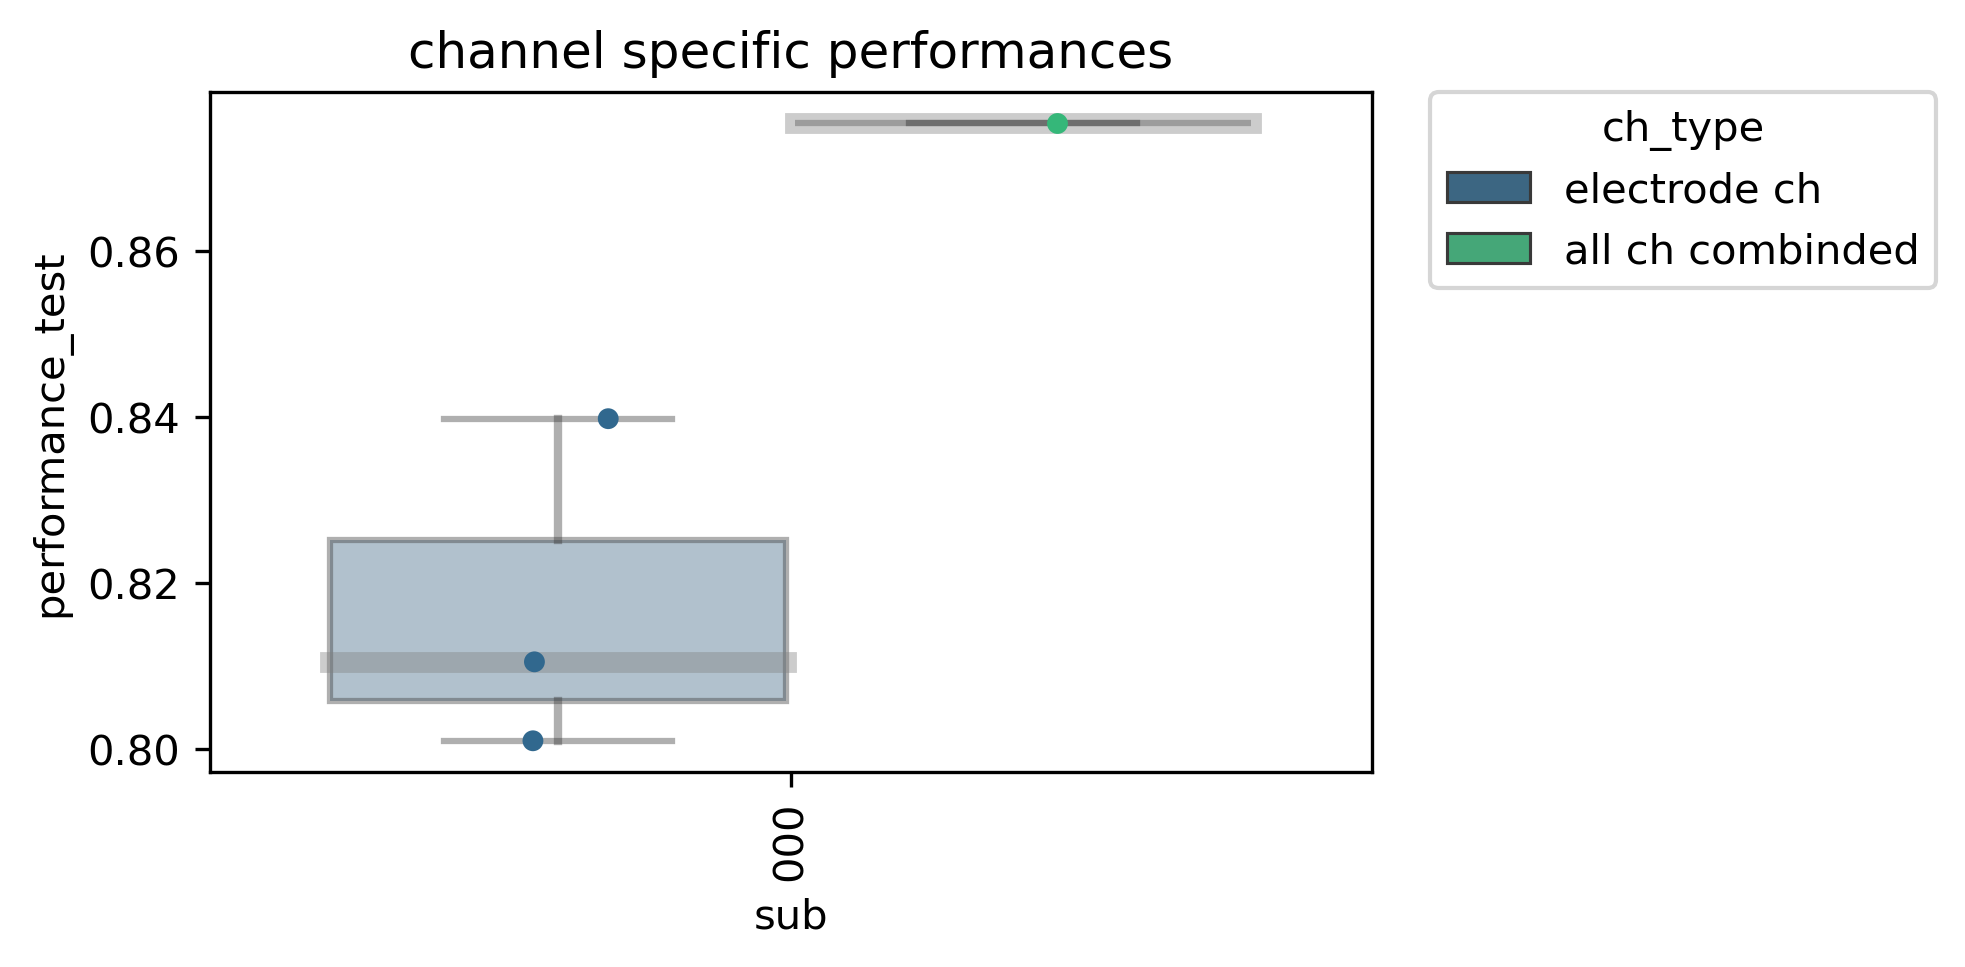 channel specific performances
ch_type
electrode ch
all ch combinded
performance_test
0.86
0.84
0.82
0.80
000
sub